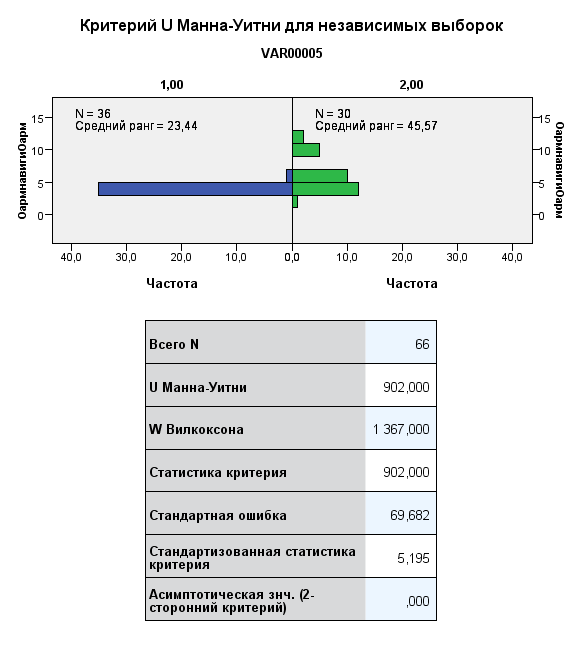 Критерий U Манна-Уитни для независимых выборок
VAR00005
1,00 2,00
N = 36
Средний ранг = 23,44
N = 30
Средний ранг = 45,57
ОармнавигиОарм
15 10 5 0
15 10 5 0
ОармнавигиОарм
40,0 30,0 20,0 10,0 0,0 0,0 10,0 20,0 30,0 40,0
Частота Частота
Всего N 66
U Манна-Уитни 902,000
W Вилкоксона 1 367,000
Статистика критерия 902,000
Стандартная ошибка 69,682
Стандартизованная статистика
критерия 5,195
Асимптотическая знч. (2-
сторонний критерий) ,000